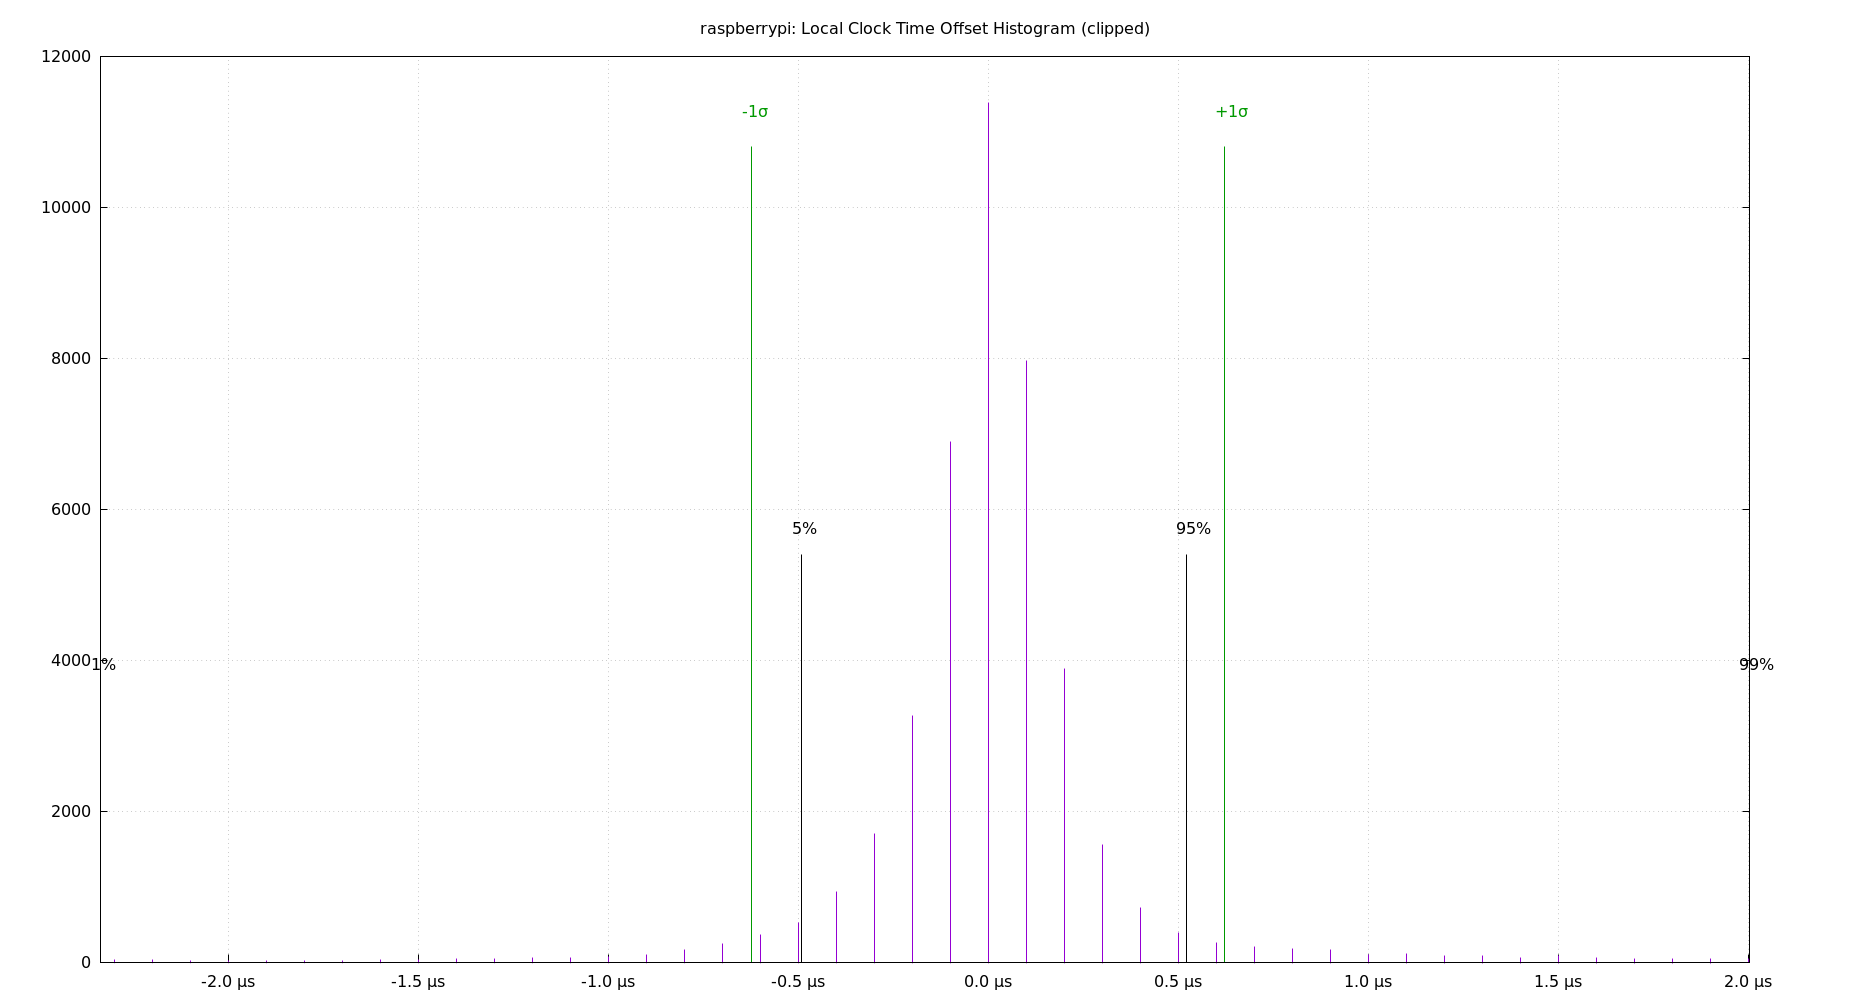 raspberrypi: Local Clock Time Offset Histogram (clipped)
12000
-1σ +1σ
10000
8000
6000
5% 95%
4000 1% 99%
2000
0
-2.0 µs -1.5 µs -1.0 µs -0.5 µs 0.0 µs 0.5 µs 1.0 µs 1.5 µs 2.0 µs